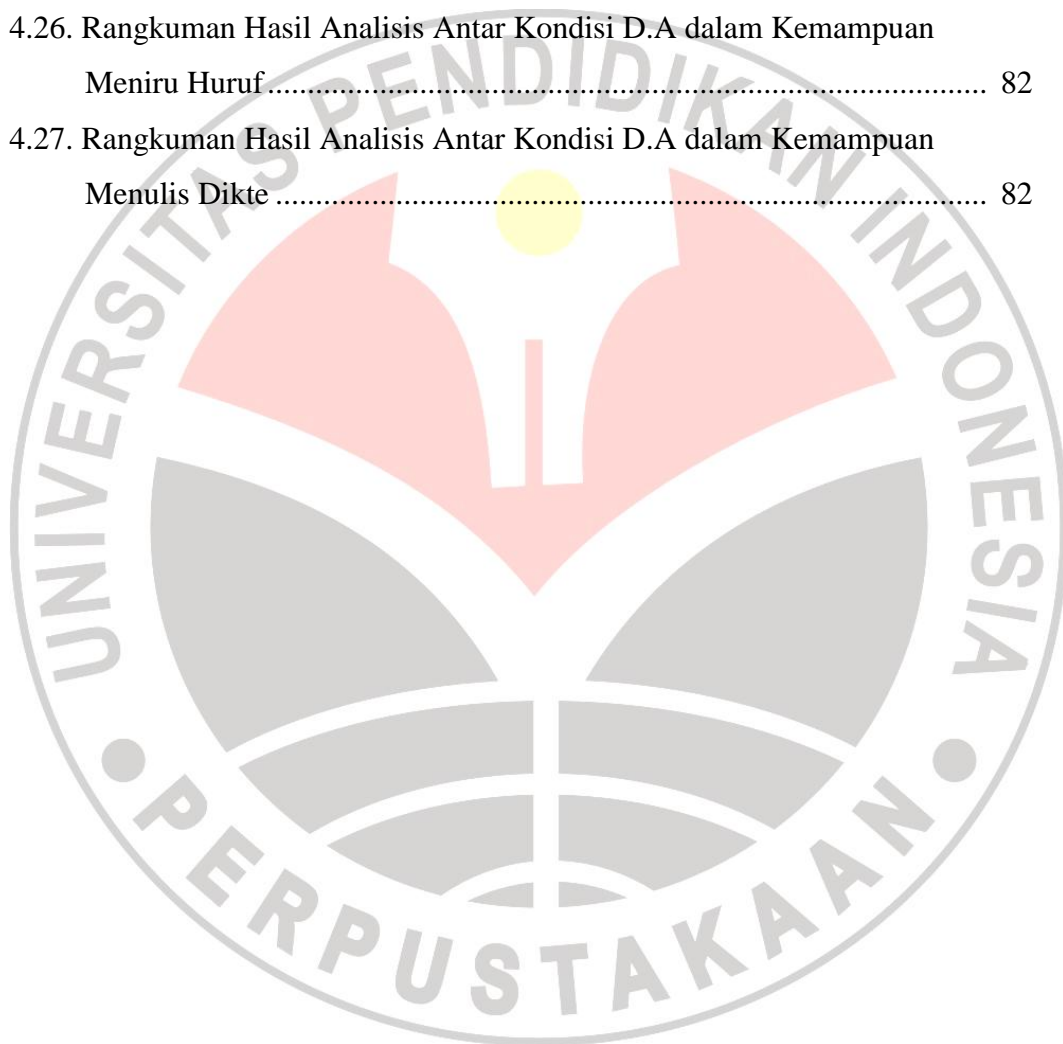 4.26. Rangkuman Hasil Analisis Antar Kondisi D.A dalam Kemampuan
Meniru Huruf........................................................................................... 82
4.27. Rangkuman Hasil Analisis Antar Kondisi D.A dalam Kemampuan
Menulis Dikte .......................................................................................... 82
UNIVERSITAS PENDIDIKAN INDONESIA
PERPUSTAKAAN